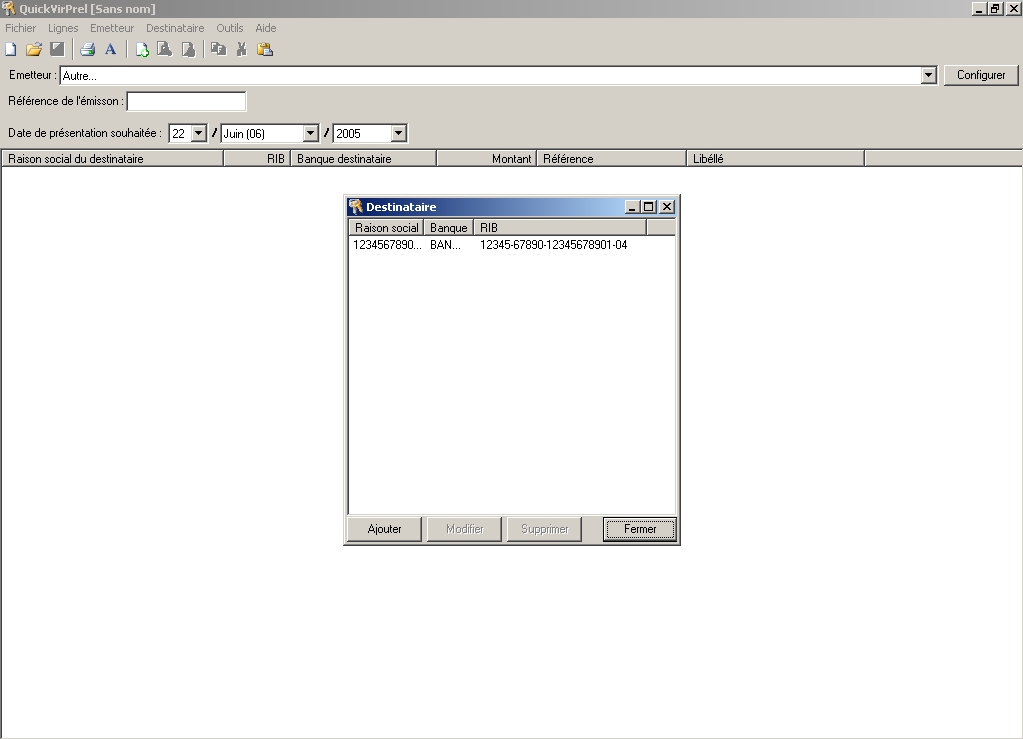 QuickVirPrel [Sans nom]
Fichier Lignes Emetteur Destinataire Outils Aide
A
Emetteur : Autre... Configurer
Référence de l'émisson :
Date de présentation souhaitée : 22 / Juin (06) / 2005
Raison social du destinataire RIB Banque destinataire Montant Référence Libéllé
Destinataire
Raison social Banque RIB
1234567890... BAN... 12345-67890-12345678901-04
Ajouter Modifier Supprimer Fermer